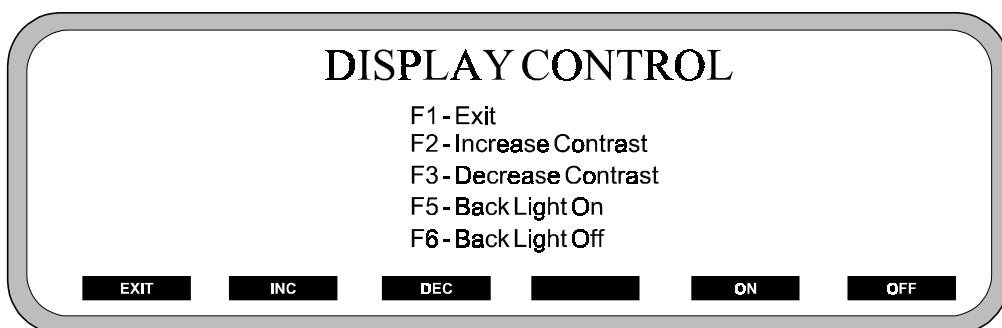 DISPLAY CONTROL
F1 - Exit
F2 - Increase Contrast
F3 - Decrease Contrast
F5 - Back Light On
F6 - Back Light Off
EXIT INC DEC ON OFF